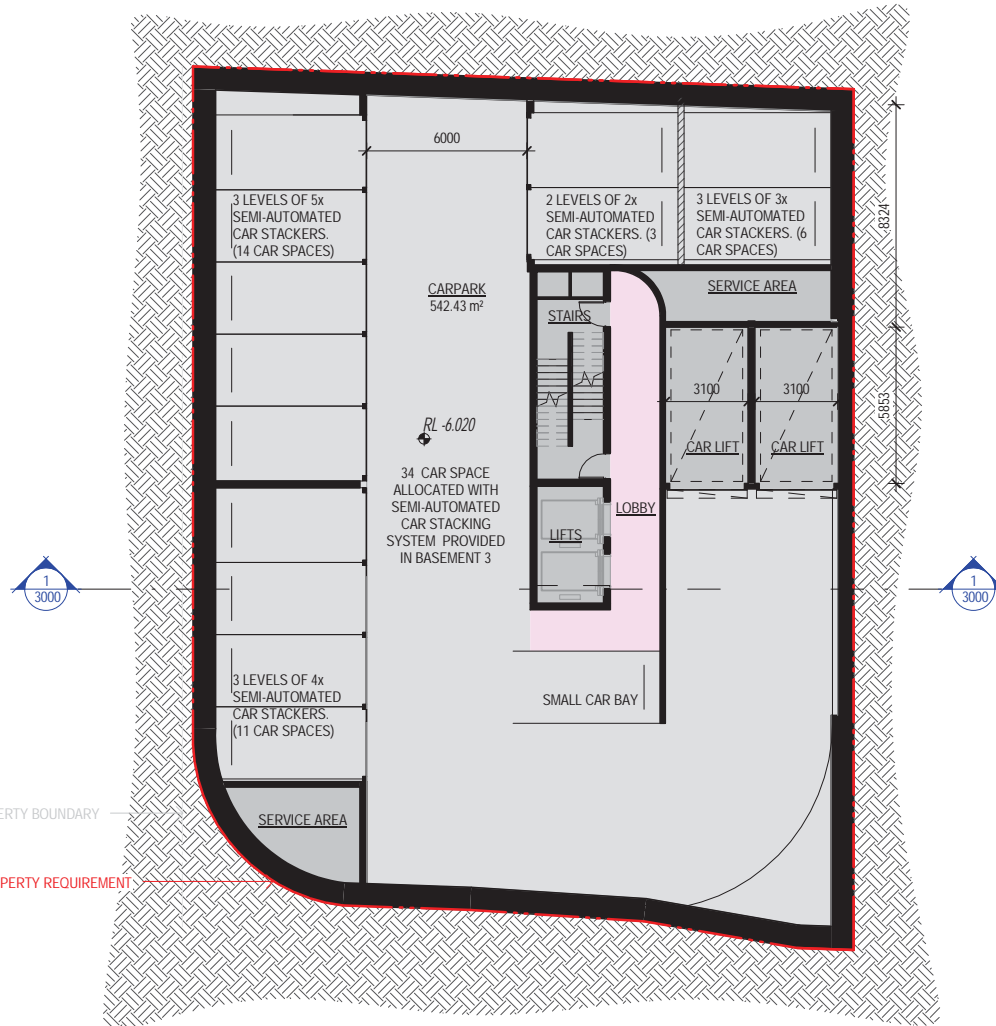 6000
3 LEVELS OF 5x
SEMI-AUTOMATED
CAR STACKERS.
(14 CAR SPACES)
2 LEVELS OF 2x
SEMI-AUTOMATED
CAR STACKERS. (3
CAR SPACES)
3 LEVELS OF 3x
SEMI-AUTOMATED
CAR STACKERS. (6
CAR SPACES)
8324
CARPARK
542.43 m²
SERVICE AREA
STAIRS
3100
3100
5853
RL -6.020
CAR LIFT
CAR LIFT
34 CAR SPACE
ALLOCATED WITH
SEMI-AUTOMATED
CAR STACKING
SYSTEM PROVIDED
IN BASEMENT 3
LOBBY
LIFTS
1
3000
1
3000
3 LEVELS OF 4x
SEMI-AUTOMATED
CAR STACKERS.
(11 CAR SPACES)
SMALL CAR BAY
ERTY BOUNDARY
SERVICE AREA
PERTY REQUIREMENT